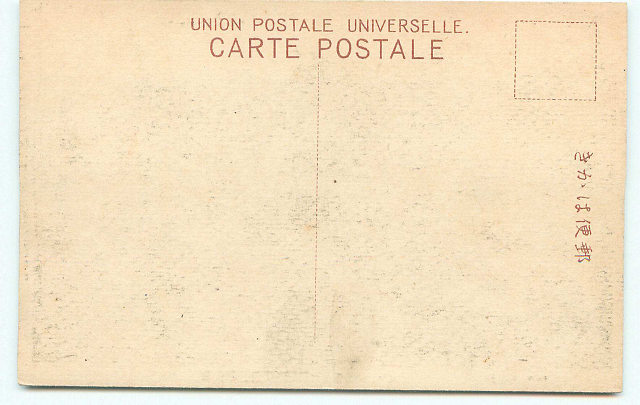 UNION POSTALE UNIVERSELLE.
CARTE POSTALE
郵便はがき